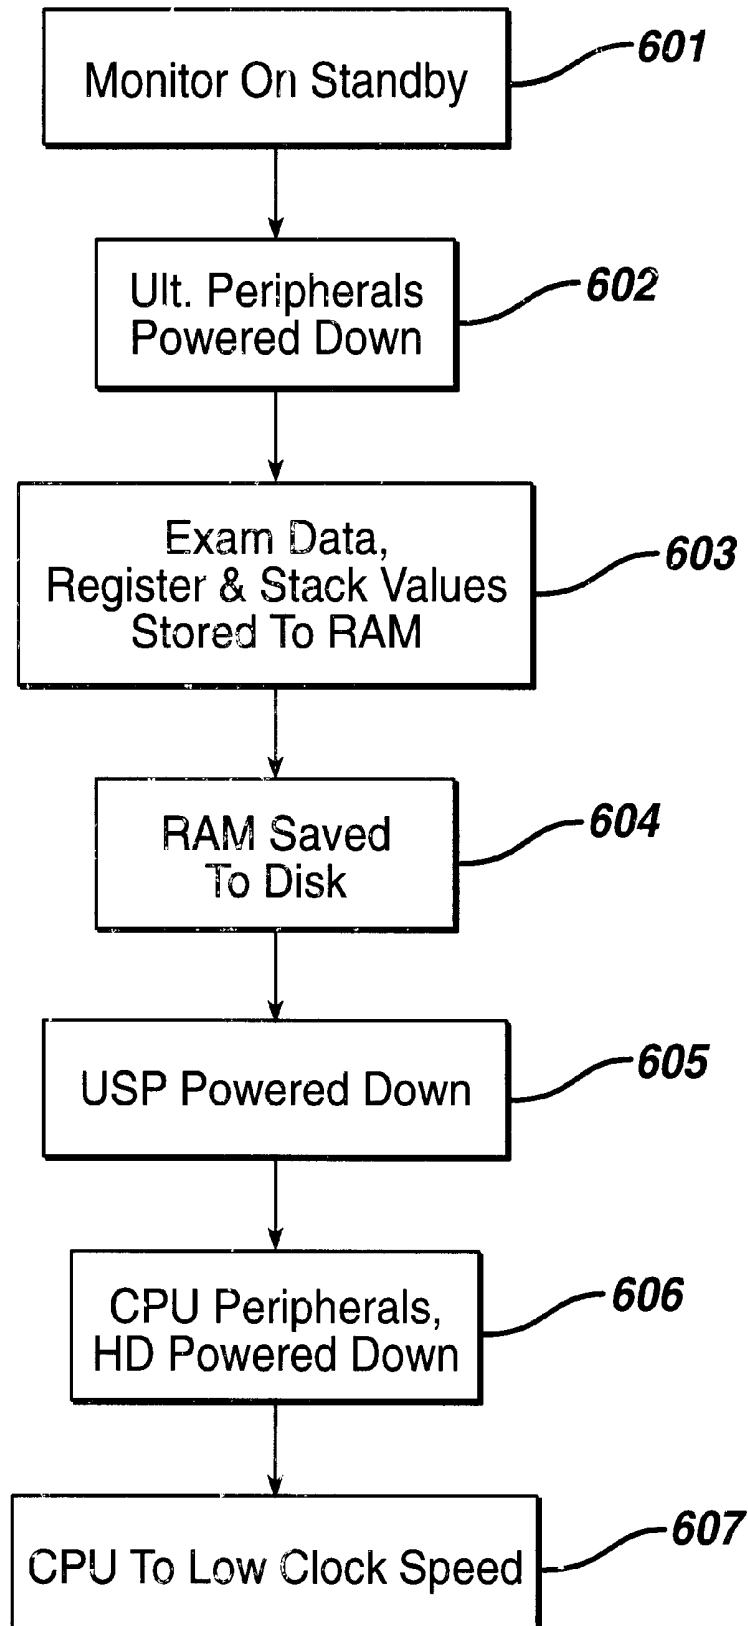 Monitor On Standby
601
Ult. Peripherals
Powered Down
602
Exam Data,
Register & Stack Values
Stored To RAM
603
RAM Saved
To Disk
604
USP Powered Down
605
CPU Peripherals,
HD Powered Down
606
CPU To Low Clock Speed
607